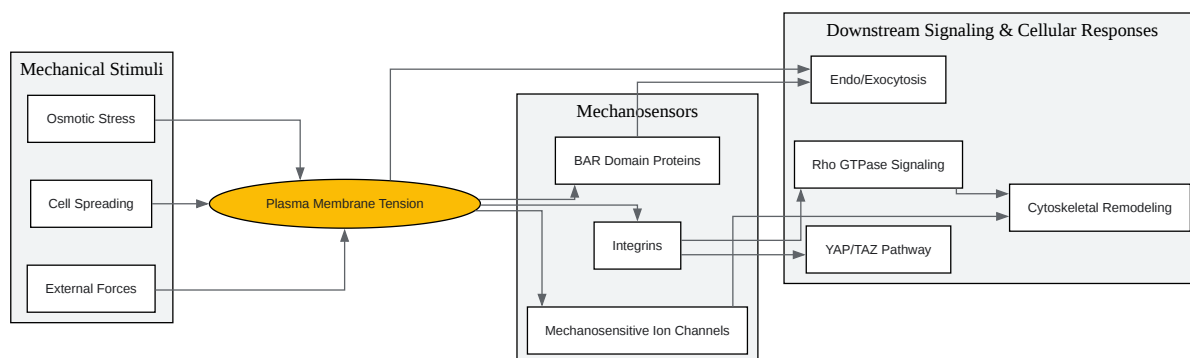 Mechanical Stimuli
Osmotic Stress
Cell Spreading
External Forces
Plasma Membrane Tension
Mechanosensors
BAR Domain Proteins
Integrins
Mechanosensitive Ion Channels
Downstream Signaling & Cellular Responses
Endo/Exocytosis
Rho GTPase Signaling
Cytoskeletal Remodeling
YAP/TAZ Pathway